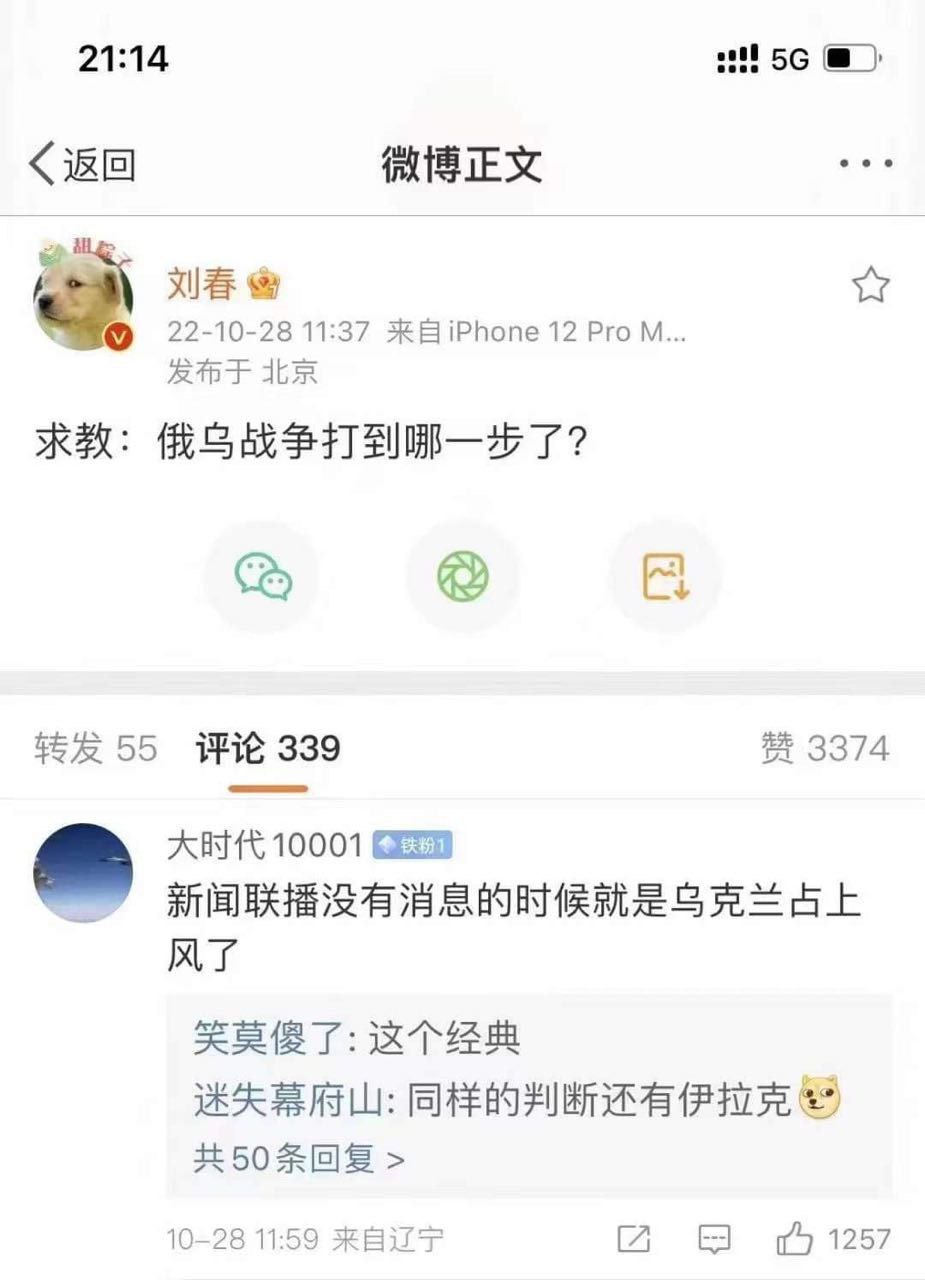 21:14
5G
返回
微博正文
甜粽子
刘春
22-10-28 11:37 来自iPhone 12 Pro M...
发布于 北京
求教：俄乌战争打到哪一步了？
转发 55 评论 339 赞 3374
大时代10001 铁粉1
新闻联播没有消息的时候就是乌克兰占上
风了
笑莫傻了: 这个经典
迷失幕府山: 同样的判断还有伊拉克
共50条回复 >
10-28 11:59 来自辽宁
1257